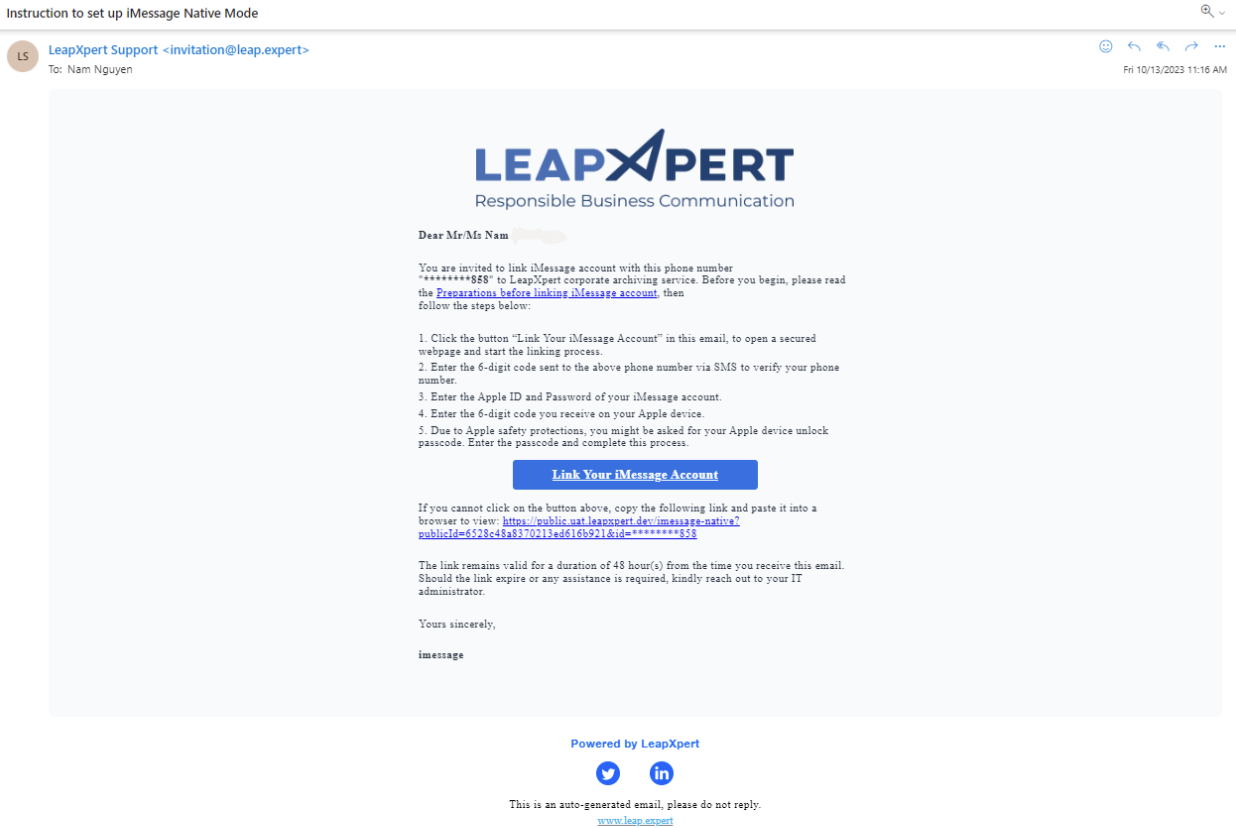 Instruction to set up iMessage Native Mode
LS
LeapXpert Support <invitation@leap.expert>
To: Nam Nguyen
Fri 10/13/2023 11:16 AM
LEAPXPERT
Responsible Business Communication
Dear Mr/Ms Nam
You are invited to link iMessage account with this phone number
"********858" to LeapXpert corporate archiving service. Before you begin, please read
the Preparations before linking iMessage account, then
follow the steps below:
1. Click the button “Link Your iMessage Account” in this email, to open a secured
webpage and start the linking process.
2. Enter the 6-digit code sent to the above phone number via SMS to verify your phone
number.
3. Enter the Apple ID and Password of your iMessage account.
4. Enter the 6-digit code you receive on your Apple device.
5. Due to Apple safety protections, you might be asked for your Apple device unlock
passcode. Enter the passcode and complete this process.
Link Your iMessage Account
If you cannot click on the button above, copy the following link and paste it into a
browser to view: https://public.uat.leapxpert.dev/imessage-native?
publicId=6528c48a8370213ed616b921&id=********858
The link remains valid for a duration of 48 hour(s) from the time you receive this email.
Should the link expire or any assistance is required, kindly reach out to your IT
administrator.
Yours sincerely,
imessage
Powered by LeapXpert
in
This is an auto-generated email, please do not reply.
www.leap.expert